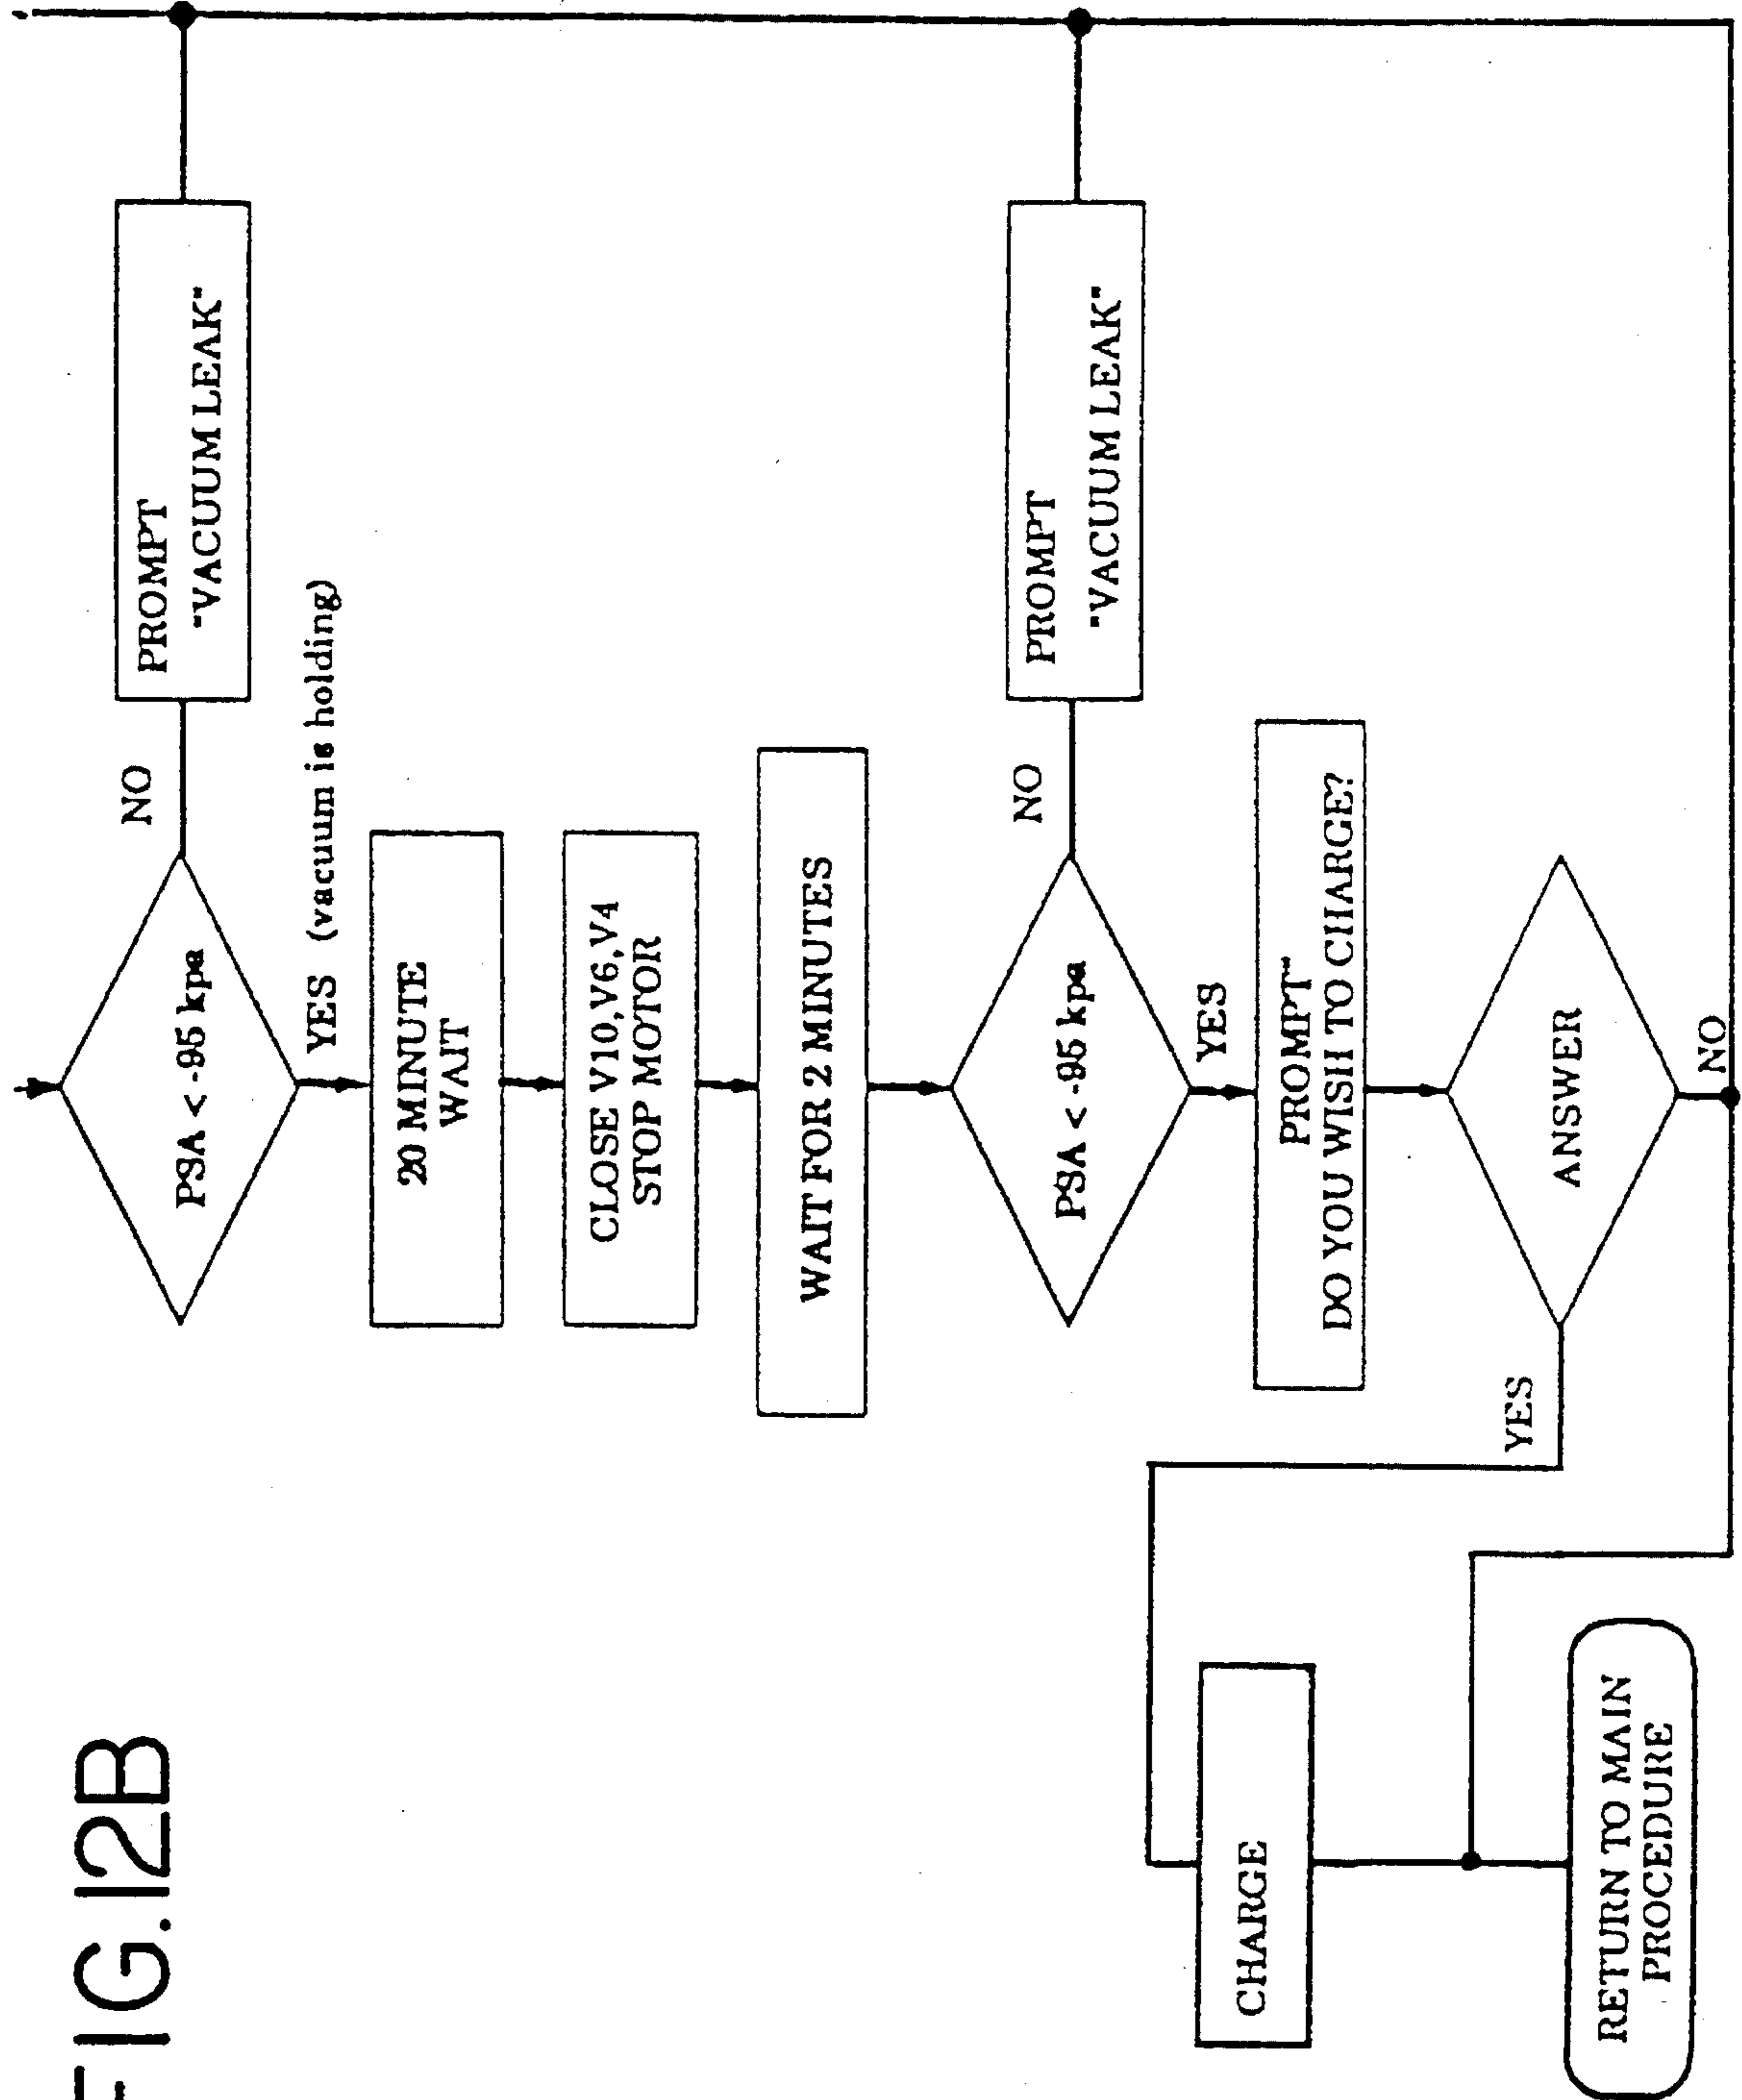 FIG.12B
PSA < -95 kpa
NO
PROMPT
"VACUUM LEAK"
YES (vacuum is holding)
20 MINUTE
WAIT
CLOSE V10,V6,V4
STOP MOTOR
WAIT FOR 2 MINUTES
PSA < -95 kpa
NO
PROMPT
"VACUUM LEAK"
YES
PROMPT"
DO YOU WISH TO CHARGE?
ANSWER
YES
NO
CHARGE
RETURN TO MAIN
PROCEDURE